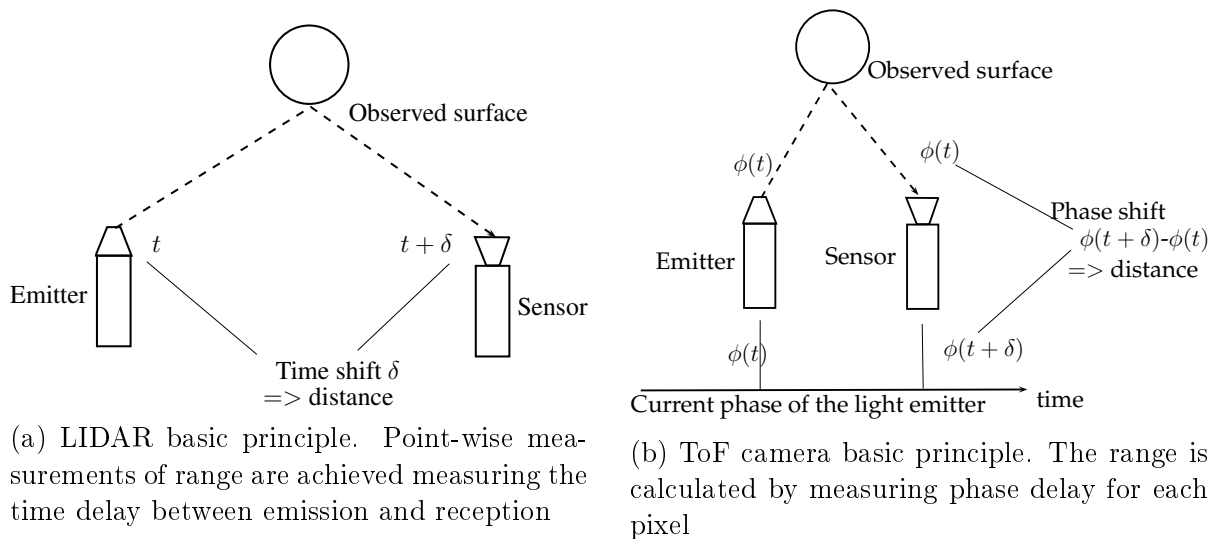 Observed surface
t
t + δ
Emitter
Sensor
Time shift δ
=> distance
(a) LIDAR basic principle. Point-wise mea-
surements of range are achieved measuring the
time delay between emission and reception
Observed surface
ϕ(t)
ϕ(t)
Phase shift
ϕ(t + δ)-ϕ(t)
=> distance
Emitter
Sensor
ϕ(t)
ϕ(t + δ)
time
Current phase of the light emitter
(b) ToF camera basic principle. The range is
calculated by measuring phase delay for each
pixel